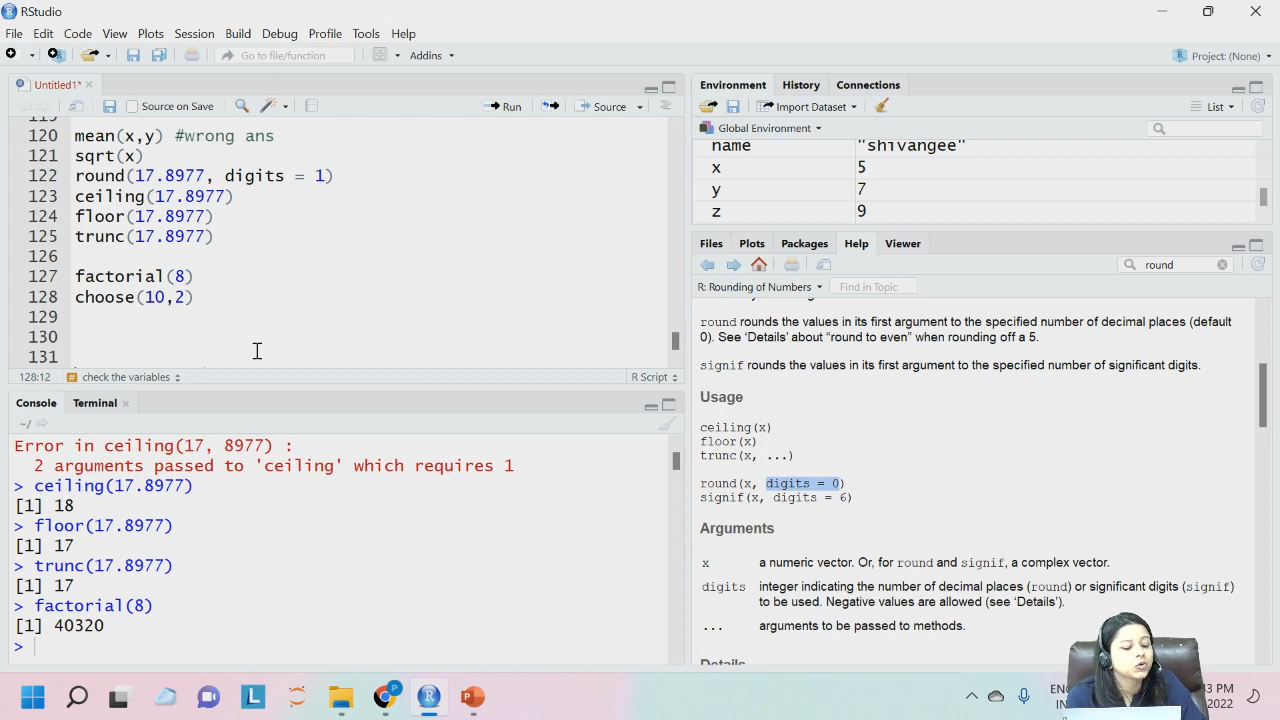 RStudio
File Edit Code View Plots Session Build Debug Profile Tools Help
Go to file/function Addins Project: (None)
Untitled1*
Source on Save Run Source
119
120 mean(x,y) #wrong ans
121 sqrt(x)
122 round(17.8977, digits = 1)
123 ceiling(17.8977)
124 floor(17.8977)
125 trunc(17.8977)
126
127 factorial(8)
128 choose(10,2)
129
130
131
128:12 # check the variables R Script
Console Terminal
~/
Error in ceiling(17, 8977) :
2 arguments passed to 'ceiling' which requires 1
> ceiling(17.8977)
[1] 18
> floor(17.8977)
[1] 17
> trunc(17.8977)
[1] 17
> factorial(8)
[1] 40320
>
Environment History Connections
Import Dataset List
Global Environment
name "shivangee"
x 5
y 7
z 9
Files Plots Packages Help Viewer
round
R: Rounding of Numbers Find in Topic
round rounds the values in its first argument to the specified number of decimal places (default
0). See ‘Details’ about “round to even” when rounding off a 5.
signif rounds the values in its first argument to the specified number of significant digits.
Usage
ceiling(x)
floor(x)
trunc(x, ...)
round(x, digits = 0)
signif(x, digits = 6)
Arguments
x a numeric vector. Or, for round and signif, a complex vector.
digits integer indicating the number of decimal places (round) or significant digits (signif)
to be used. Negative values are allowed (see ‘Details’).
... arguments to be passed to methods.
Details
L P R P
3 PM
IN 2022